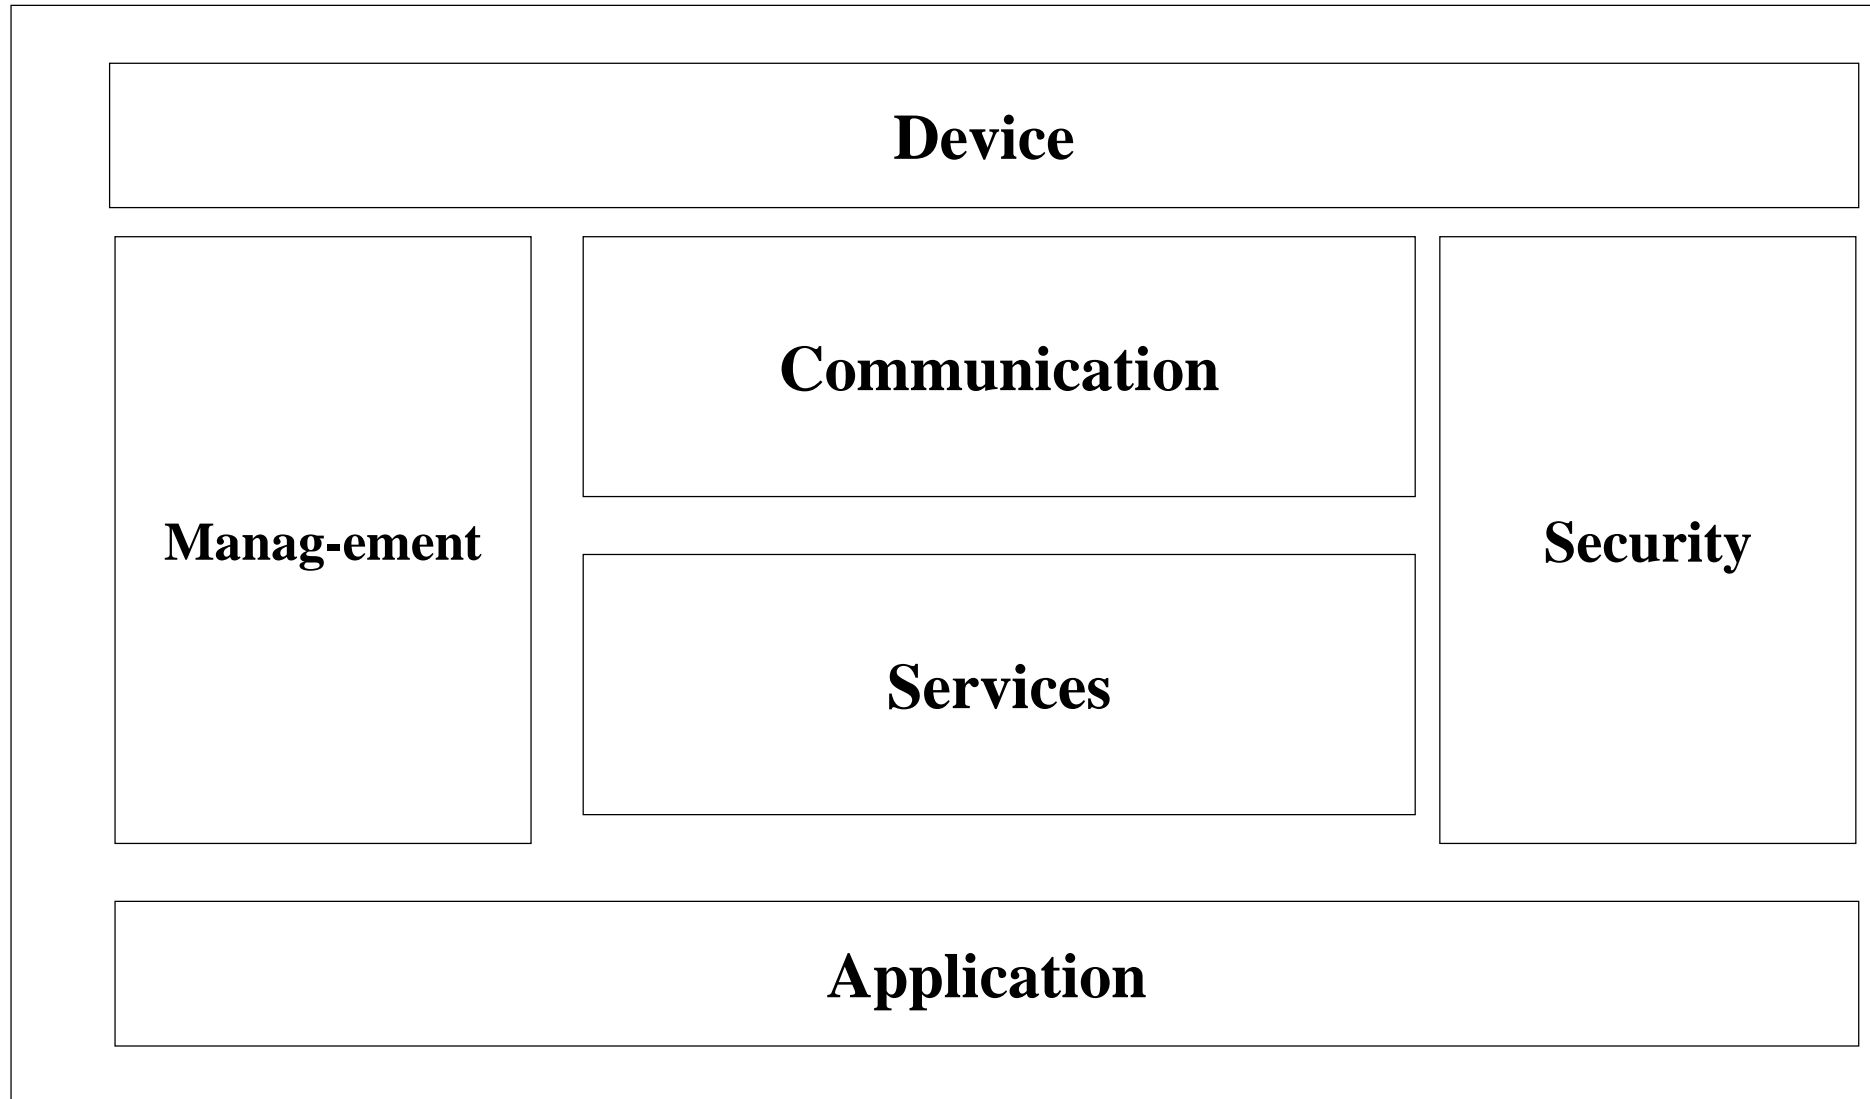 Device
Communication
Manag-ement
Security
Services
Application